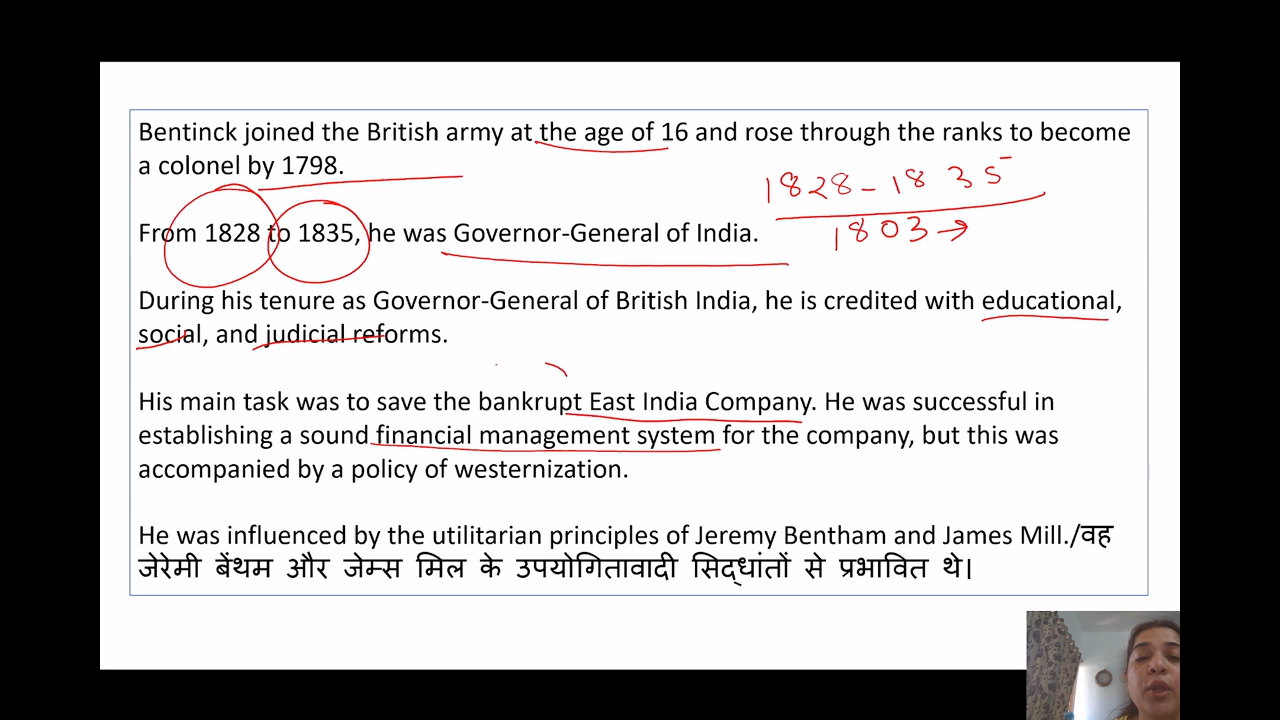 Bentinck joined the British army at the age of 16 and rose through the ranks to become
a colonel by 1798.
1828 - 1835
From 1828 to 1835, he was Governor-General of India.
1803 →
During his tenure as Governor-General of British India, he is credited with educational,
social, and judicial reforms.
His main task was to save the bankrupt East India Company. He was successful in
establishing a sound financial management system for the company, but this was
accompanied by a policy of westernization.
He was influenced by the utilitarian principles of Jeremy Bentham and James Mill./वह
जेरेमी बेंथम और जेम्स मिल के उपयोगितावादी सिद्धांतों से प्रभावित थे।